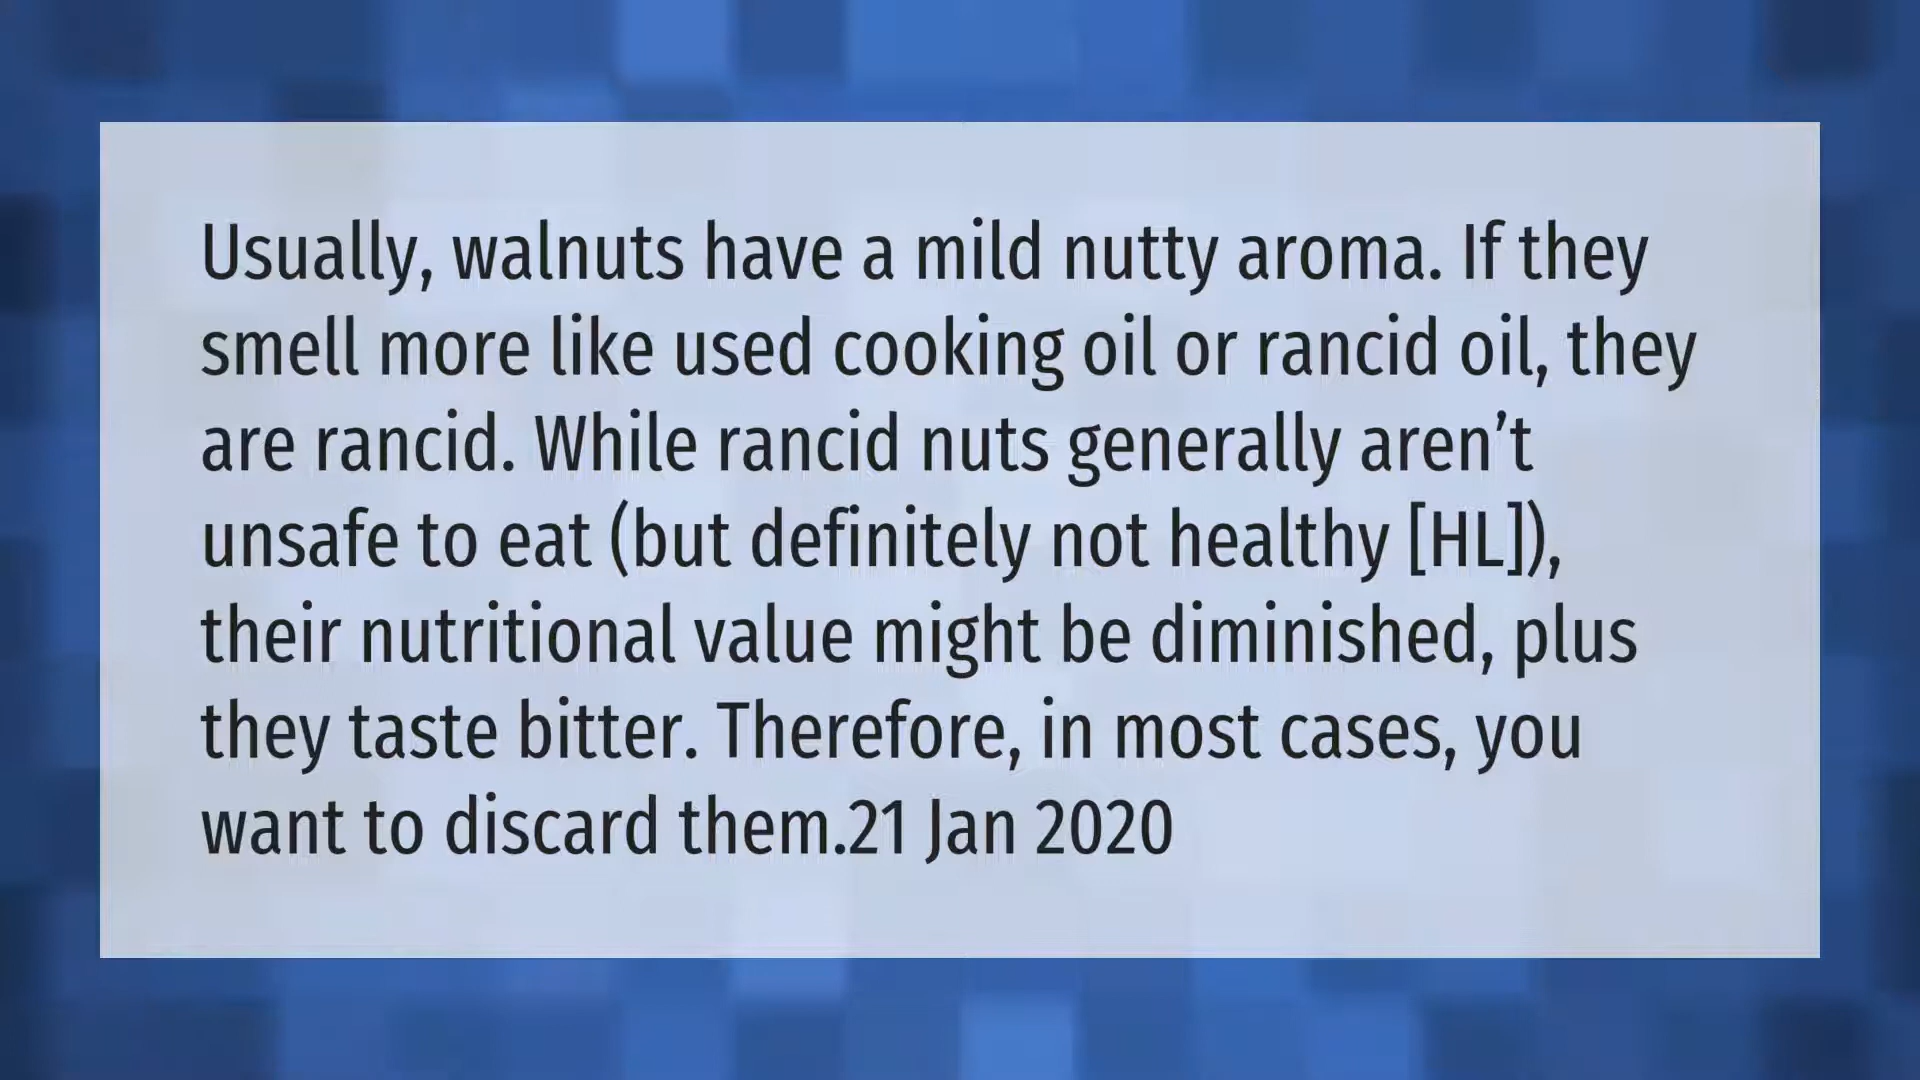 Usually, walnuts have a mild nutty aroma. If they
smell more like used cooking oil or rancid oil, they
are rancid. While rancid nuts generally aren’t
unsafe to eat (but definitely not healthy [HL]),
their nutritional value might be diminished, plus
they taste bitter. Therefore, in most cases, you
want to discard them.21 Jan 2020